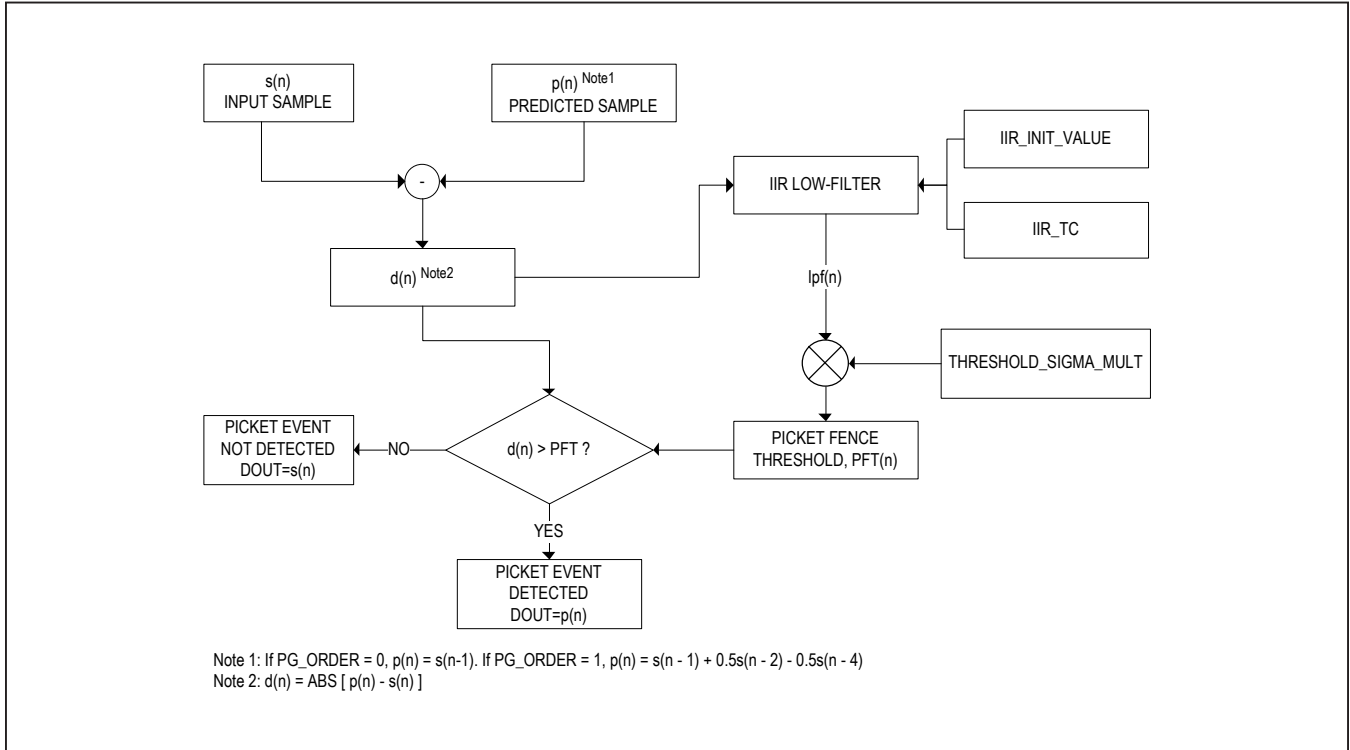 s(n)
INPUT SAMPLE
p(n) Note1
PREDICTED SAMPLE
-
IIR LOW-FILTER
IIR_INIT_VALUE
IIR_TC
d(n) Note2
lpf(n)
THRESHOLD_SIGMA_MULT
PICKET EVENT
NOT DETECTED
DOUT=s(n)
NO
d(n) > PFT ?
PICKET FENCE
THRESHOLD, PFT(n)
YES
PICKET EVENT
DETECTED
DOUT=p(n)
Note 1: If PG_ORDER = 0, p(n) = s(n-1). If PG_ORDER = 1, p(n) = s(n - 1) + 0.5s(n - 2) - 0.5s(n - 4)
Note 2: d(n) = ABS [ p(n) - s(n) ]